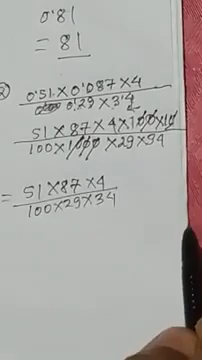 0.81
= 81
2)
0.51 × 0.087 × 4
0.29 × 3.4
51 × 87 × 4 × 100 × 10
100 × 1000 × 29 × 34
= 51 × 87 × 4
100 × 29 × 34